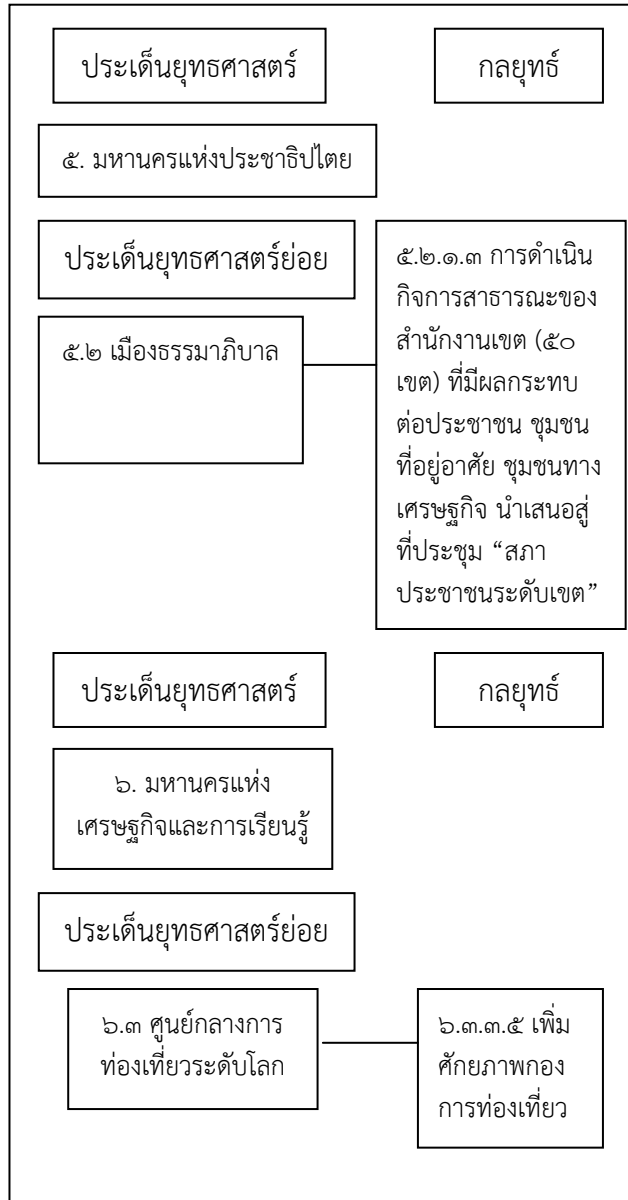 ประเด็นยุทธศาสตร์
กลยุทธ์
๕. มหานครแห่งประชาธิปไตย
ประเด็นยุทธศาสตร์ย่อย
๕.๒ เมืองธรรมาภิบาล
๕.๒.๑.๓ การดำเนิน
กิจการสาธารณะของ
สำนักงานเขต (๕๐
เขต) ที่มีผลกระทบ
ต่อประชาชน ชุมชน
ที่อยู่อาศัย ชุมชนทาง
เศรษฐกิจ นำเสนอสู่
ที่ประชุม “สภา
ประชาชนระดับเขต”
ประเด็นยุทธศาสตร์
กลยุทธ์
๖. มหานครแห่ง
เศรษฐกิจและการเรียนรู้
ประเด็นยุทธศาสตร์ย่อย
๖.๓ ศูนย์กลางการ
ท่องเที่ยวระดับโลก
๖.๓.๓.๕ เพิ่ม
ศักยภาพกอง
การท่องเที่ยว